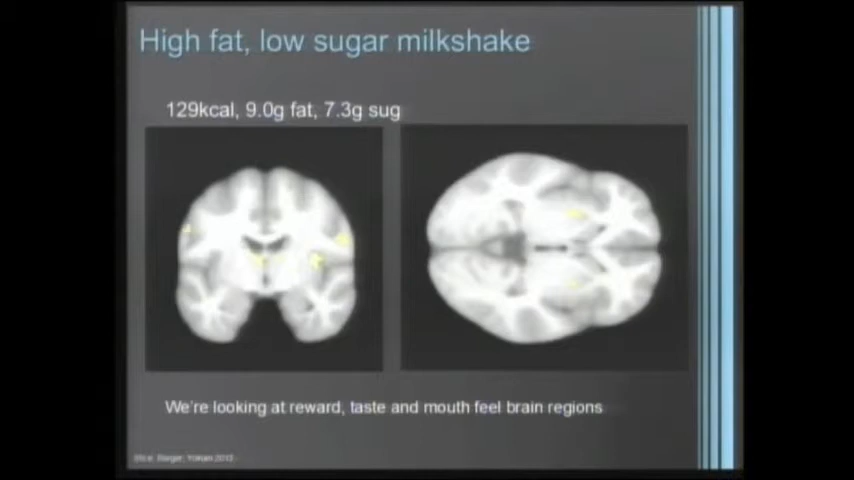 High fat, low sugar milkshake
129kcal, 9.0g fat, 7.3g sug
We're looking at reward, taste and mouth feel brain regions